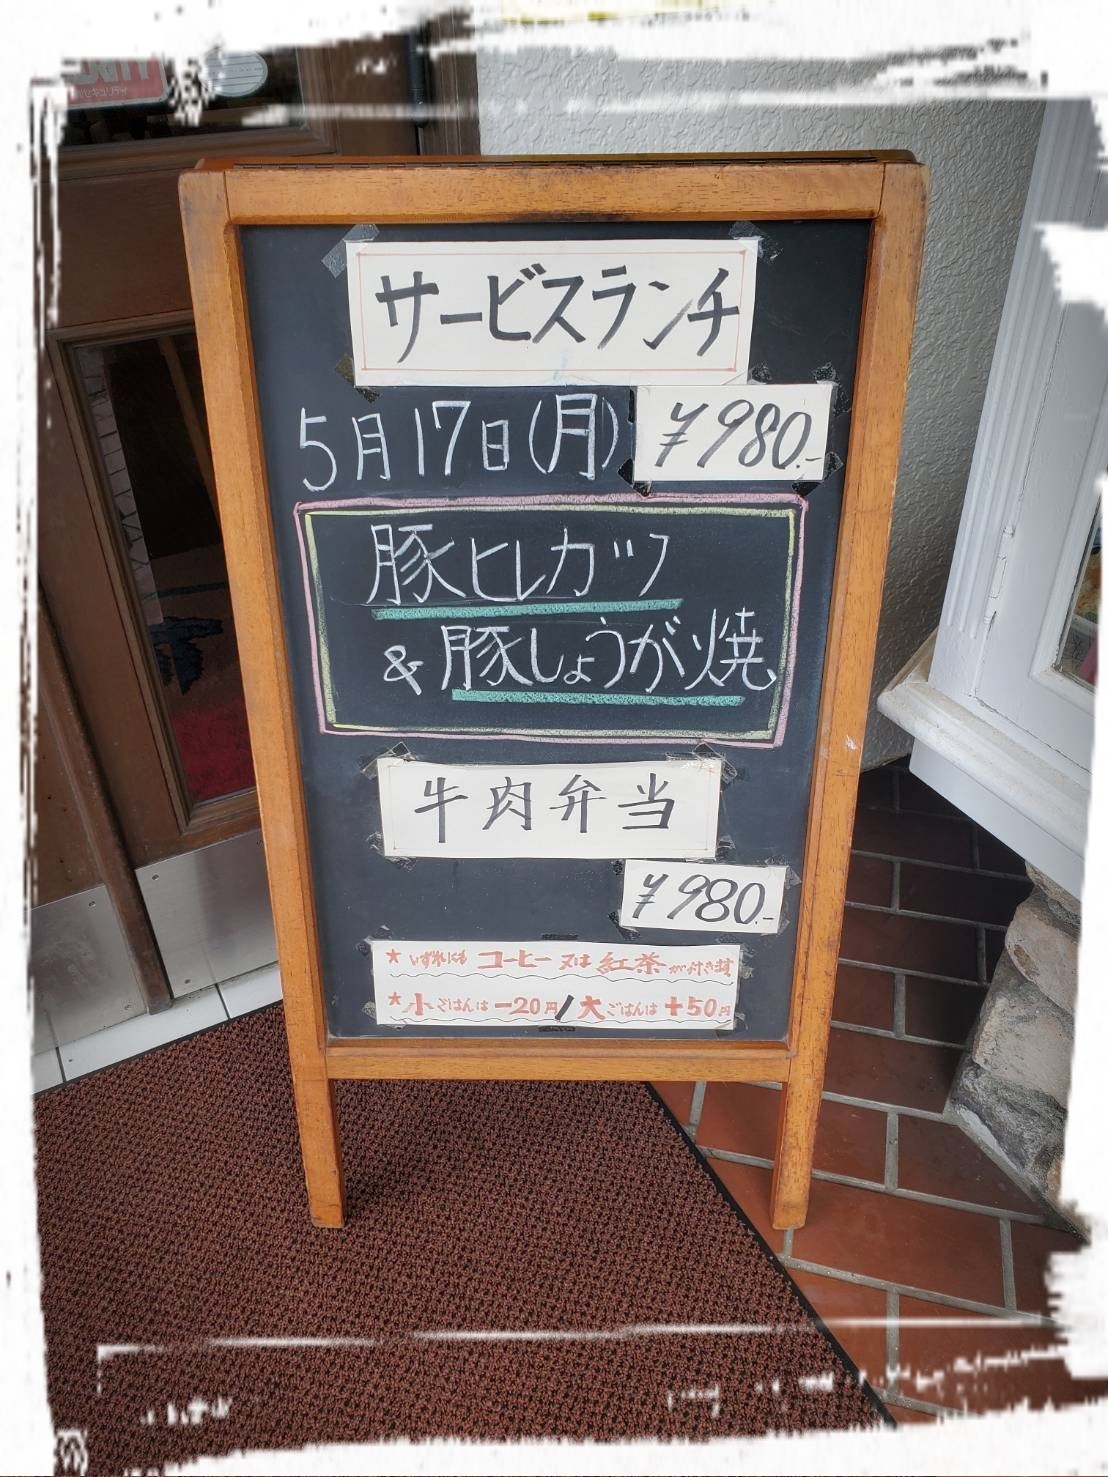 サービスランチ
5月17日(月) ¥980.-
豚ヒレカツ
&豚しょうが焼
牛肉弁当
¥980.-
★いずれにも コーヒー 又は 紅茶 が付き〼
★小ごはんは -20円/大ごはんは +50円